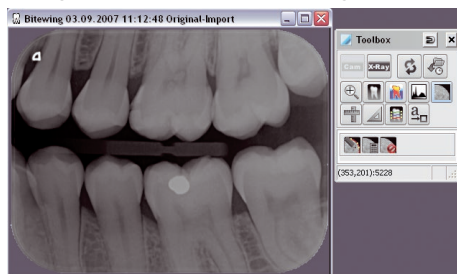 Bitewing 03.09.2007 11:12:48 Original-Import
Toolbox
Cam
X-Ray
a
(353,201):5228